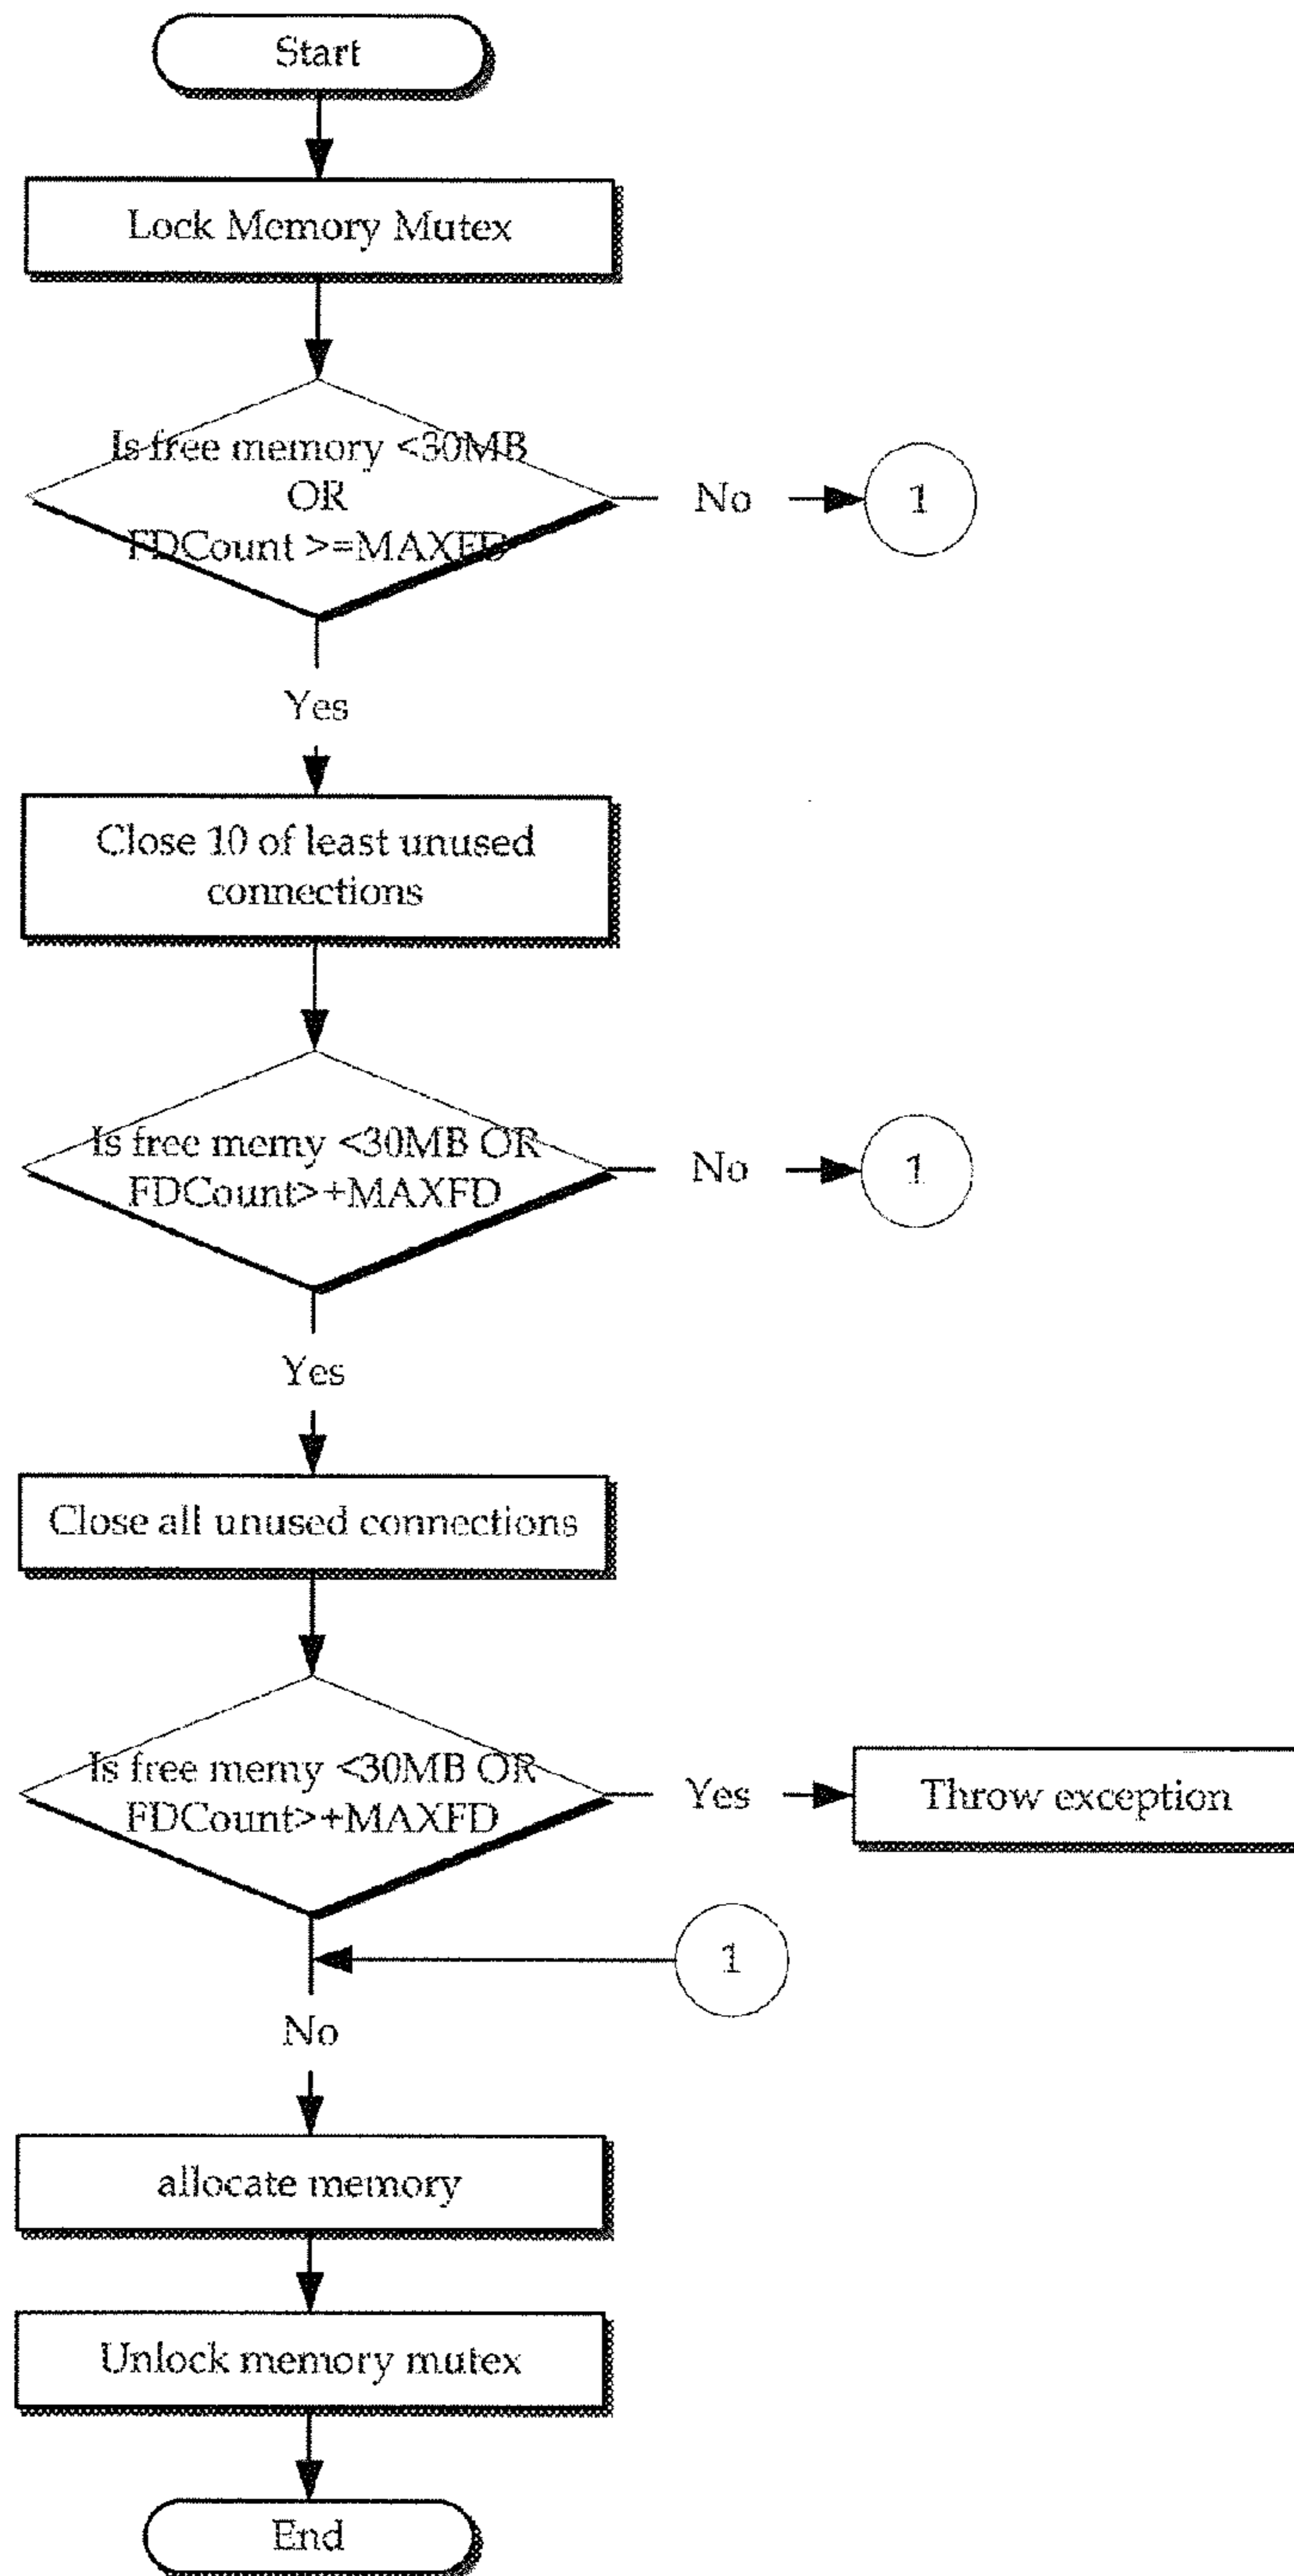 Start
Lock Memory Mutex
Is free memory <30MB
OR
FDCount >=MAXFD
No
1
Yes
Close 10 of least unused
connections
Is free memy <30MB OR
FDCount>+MAXFD
No
1
Yes
Close all unused connections
Is free memy <30MB OR
FDCount>+MAXFD
Yes
Throw exception
1
No
allocate memory
Unlock memory mutex
End